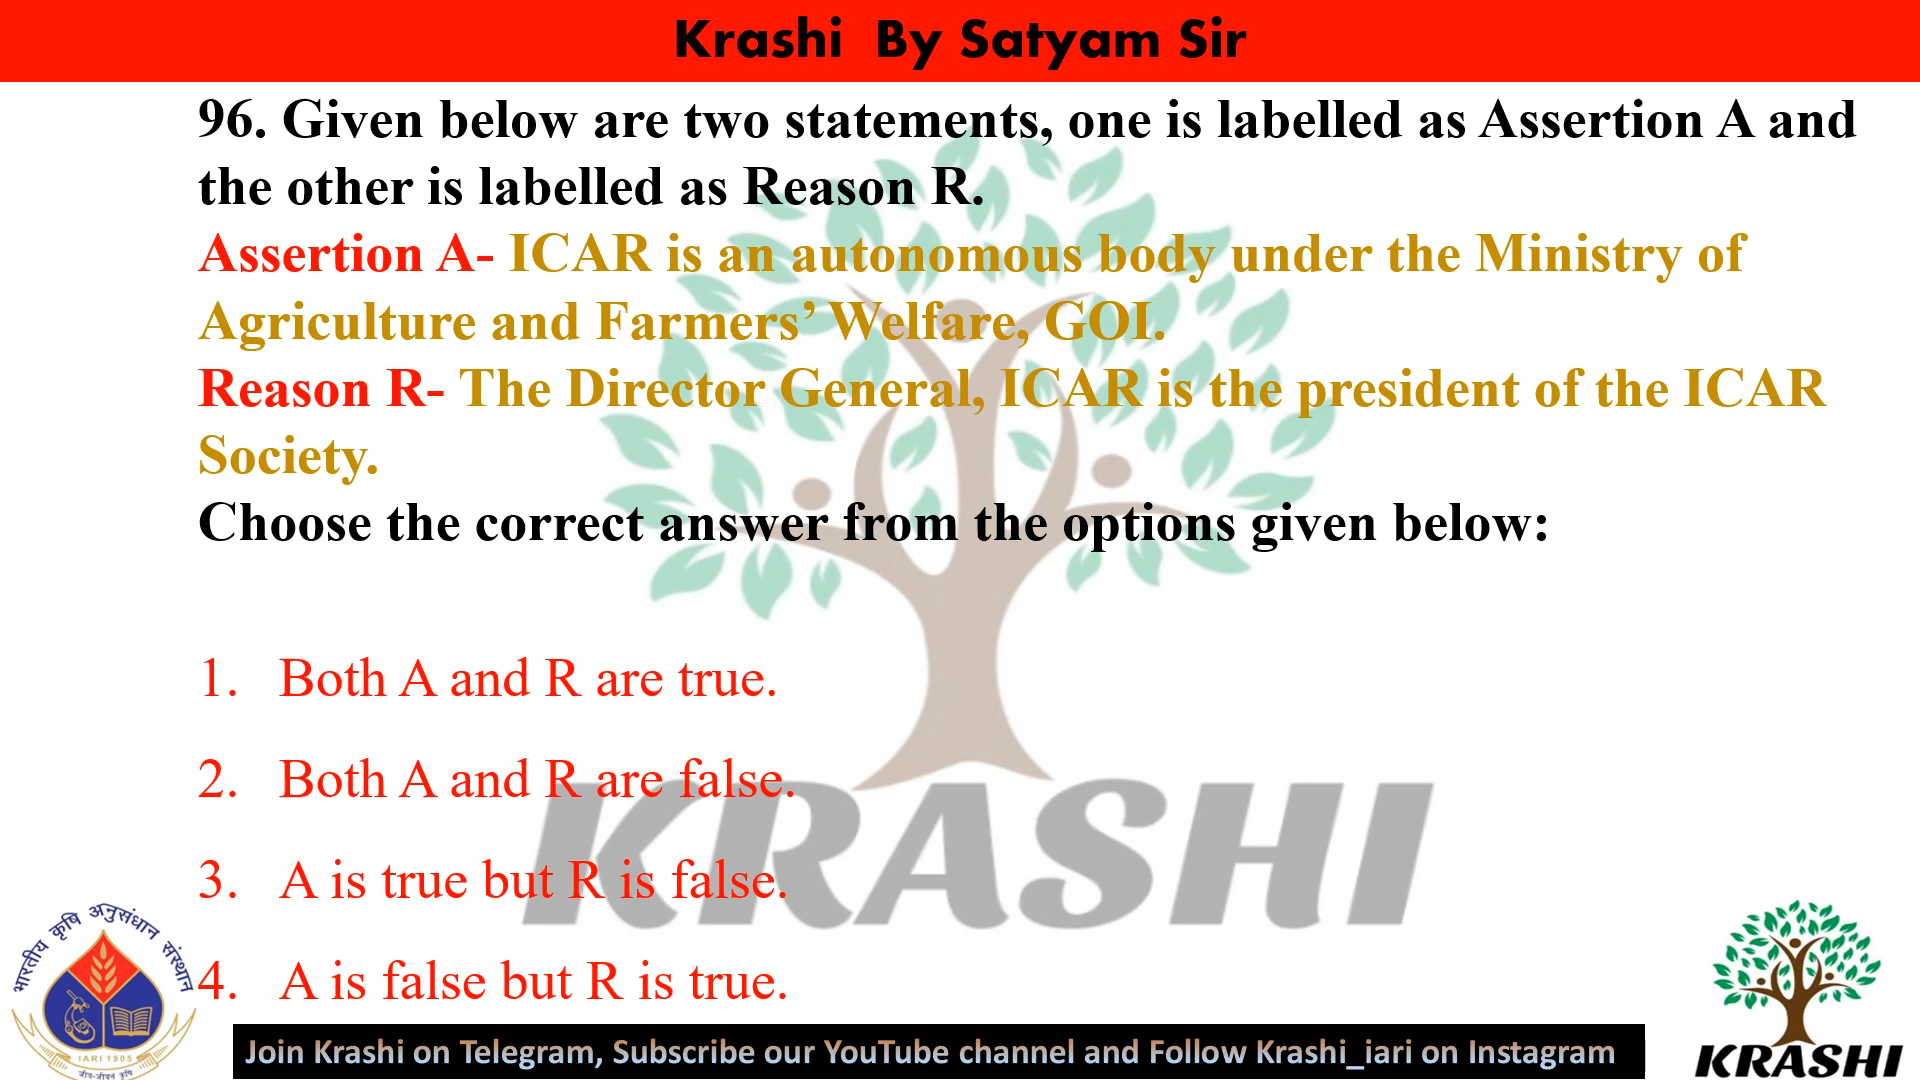 Krashi By Satyam Sir
96. Given below are two statements, one is labelled as Assertion A and
the other is labelled as Reason R.
Assertion A- ICAR is an autonomous body under the Ministry of
Agriculture and Farmers’ Welfare, GOI.
Reason R- The Director General, ICAR is the president of the ICAR
Society.
Choose the correct answer from the options given below:
1. Both A and R are true.
2. Both A and R are false.
3. A is true but R is false.
4. A is false but R is true.
KRASHI
भारतीय कृषि अनुसंधान संस्थान
IARI 1905
Join Krashi on Telegram, Subscribe our YouTube channel and Follow Krashi_iari on Instagram
KRASHI